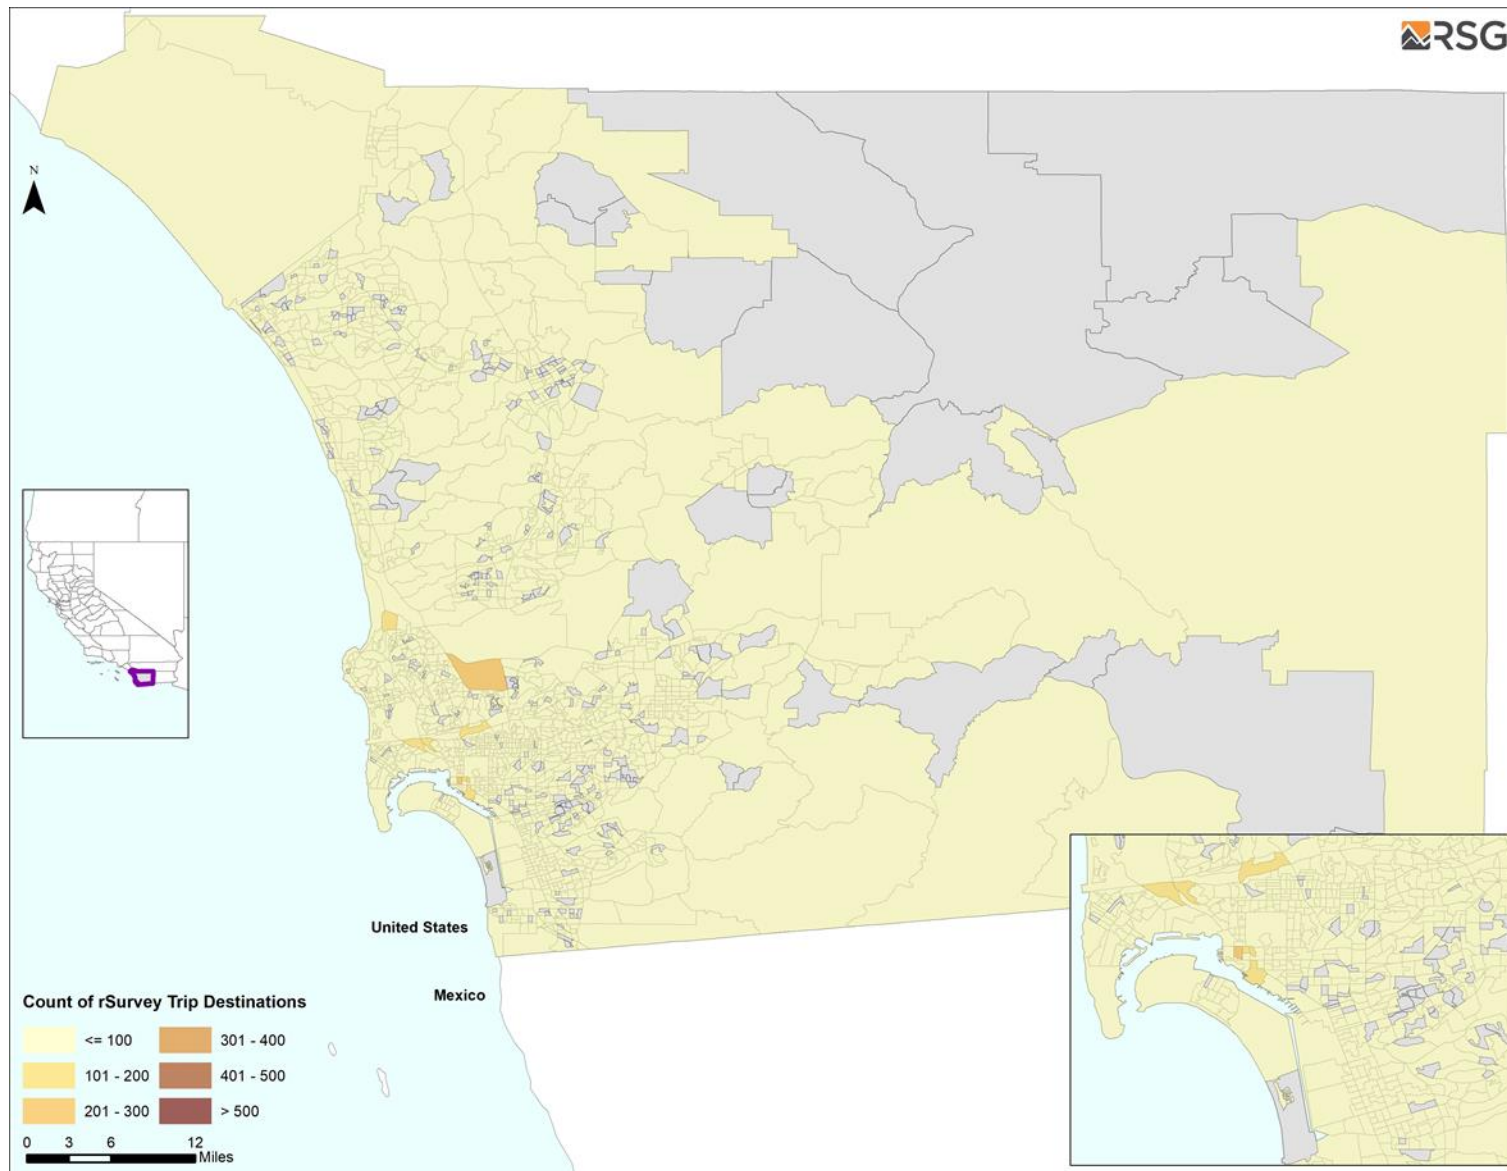 RSG
N
United States
Mexico
Count of rSurvey Trip Destinations
<= 100
301 - 400
101 - 200
401 - 500
201 - 300
> 500
0 3 6 12
Miles